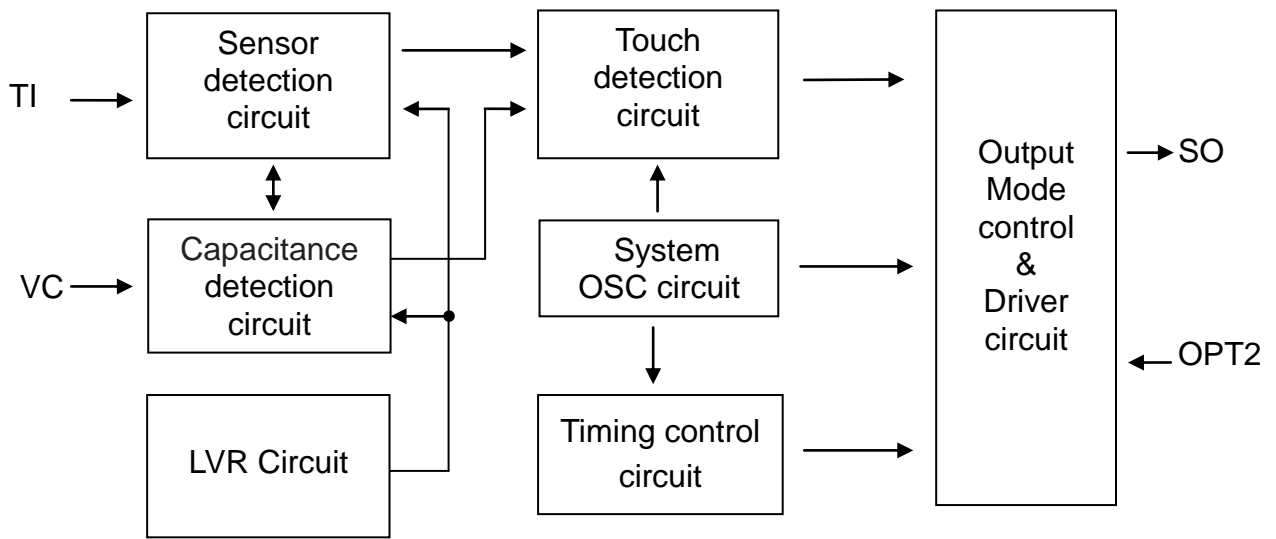 TI
Sensor
detection
circuit
Touch
detection
circuit
VC
Capacitance
detection
circuit
System
OSC circuit
LVR Circuit
Timing control
circuit
Output
Mode
control
&
Driver
circuit
SO
OPT2